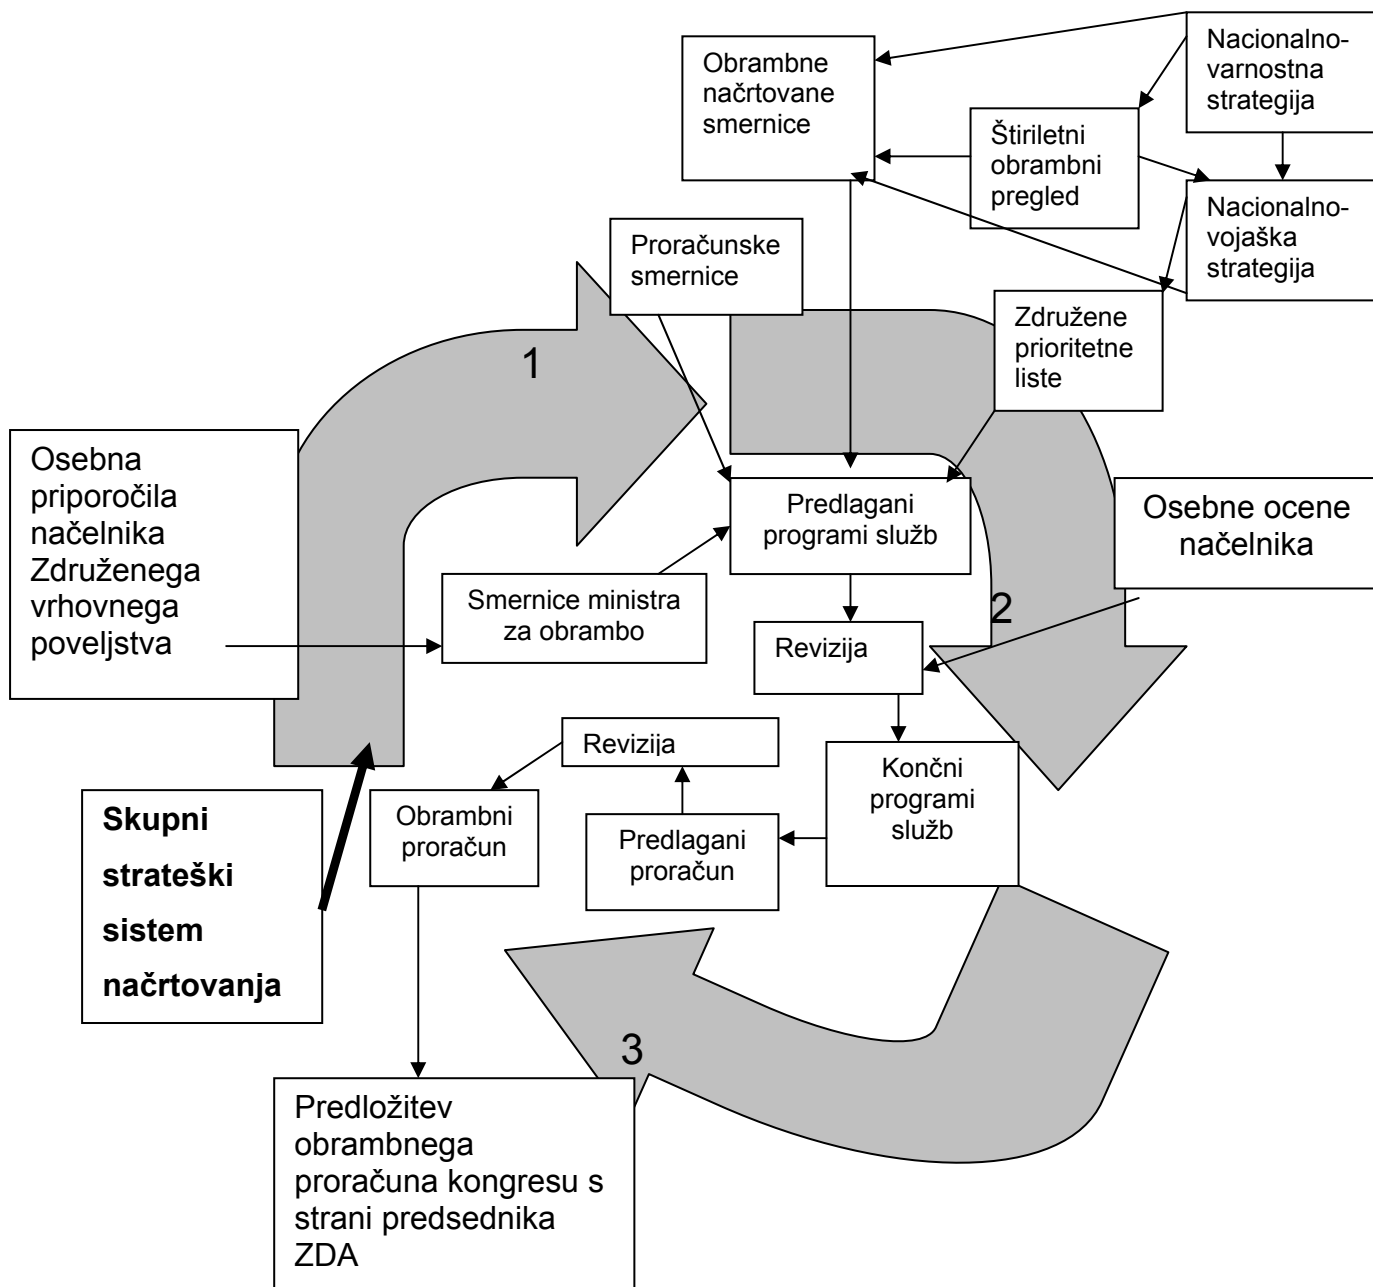 Nacionalno-
varnostna
strategija
Obrambne
načrtovane
smernice
Štiriletni
obrambni
pregled
Nacionalno-
vojaška
strategija
Proračunske
smernice
Združene
prioritetne
liste
1
Osebna
priporočila
načelnika
Združenega
vrhovnega
poveljstva
Predlagani
programi služb
Osebne ocene
načelnika
Smernice ministra
za obrambo
2
Revizija
Revizija
Končni
programi
služb
Obrambni
proračun
Predlagani
proračun
Skupni
strateški
sistem
načrtovanja
3
Predložitev
obrambnega
proračuna kongresu s
strani predsednika
ZDA